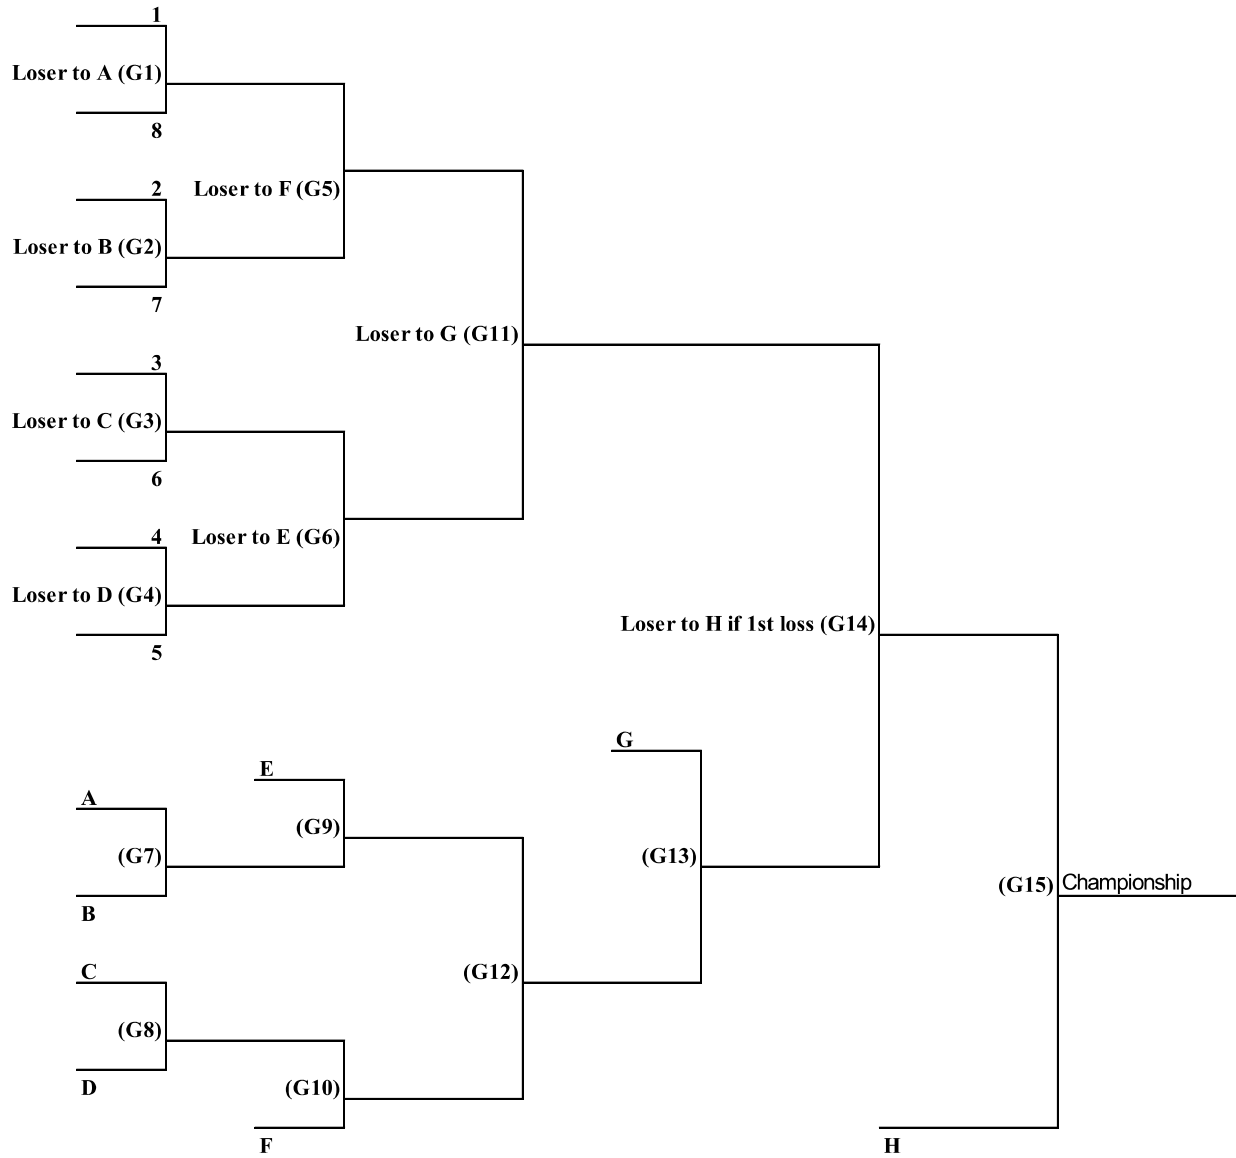 1
Loser to A (G1)
8
2
Loser to F (G5)
Loser to B (G2)
7
Loser to G (G11)
3
Loser to C (G3)
6
4
Loser to E (G6)
Loser to D (G4)
Loser to H if 1st loss (G14)
5
G
E
A
(G9)
(G7)
(G13)
(G15) Championship
B
C
(G12)
(G8)
D
(G10)
F
H